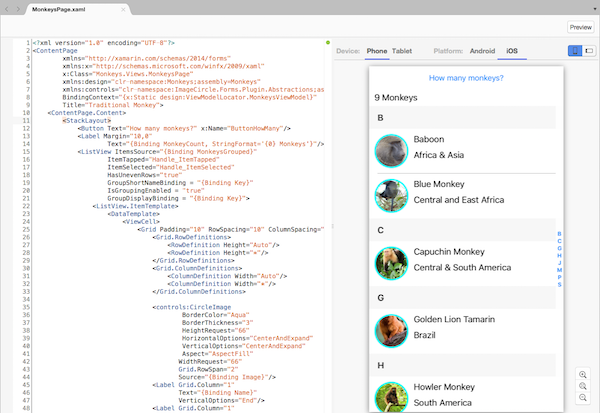 MonkeysPage.xaml
Preview
1 <?xml version="1.0" encoding="UTF-8"?>
2 <ContentPage
3 xmlns="http://xamarin.com/schemas/2014/forms"
4 xmlns:x="http://schemas.microsoft.com/winfx/2009/xaml"
5 x:Class="Monkeys.Views.MonkeysPage"
6 xmlns:design="clr-namespace:Monkeys;assembly=Monkeys"
7 xmlns:controls="clr-namespace:ImageCircle.Forms.Plugin.Abstractions;as
8 BindingContext="{x:Static design:ViewModelLocator.MonkeysViewModel}"
9 Title="Traditional Monkey">
10 <ContentPage.Content>
11 <StackLayout>
12 <Button Text="How many monkeys?" x:Name="ButtonHowMany"/>
13 <Label Margin="10,0"
14 Text="{Binding MonkeyCount, StringFormat='{0} Monkeys'}"/>
15 <ListView ItemsSource="{Binding MonkeysGrouped}"
16 ItemTapped="Handle_ItemTapped"
17 ItemSelected="Handle_ItemSelected"
18 HasUnevenRows="true"
19 GroupShortNameBinding = "{Binding Key}"
20 IsGroupingEnabled = "true"
21 GroupDisplayBinding = "{Binding Key}">
22 <ListView.ItemTemplate>
23 <DataTemplate>
24 <ViewCell>
25 <Grid Padding="10" RowSpacing="10" ColumnSpacing="
26 <Grid.RowDefinitions>
27 <RowDefinition Height="Auto"/>
28 <RowDefinition Height="*"/>
29 </Grid.RowDefinitions>
30 <Grid.ColumnDefinitions>
31 <ColumnDefinition Width="Auto"/>
32 <ColumnDefinition Width="*"/>
33 </Grid.ColumnDefinitions>
34
35 <controls:CircleImage
36 BorderColor="Aqua"
37 BorderThickness="3"
38 HeightRequest="66"
39 HorizontalOptions="CenterAndExpand"
40 VerticalOptions="CenterAndExpand"
41 Aspect="AspectFill"
42 WidthRequest="66"
43 Grid.RowSpan="2"
44 Source="{Binding Image}"/>
45 <Label Grid.Column="1"
46 Text="{Binding Name}"
47 VerticalOptions="End"/>
48 <Label Grid.Column="1"
Device: Phone Tablet Platform: Android iOS
How many monkeys?
9 Monkeys
B
Baboon
Africa & Asia
Blue Monkey
Central and East Africa
C
Capuchin Monkey
Central & South America
G
Golden Lion Tamarin
Brazil
H
Howler Monkey
South America
B
C
G
H
J
M
P
S